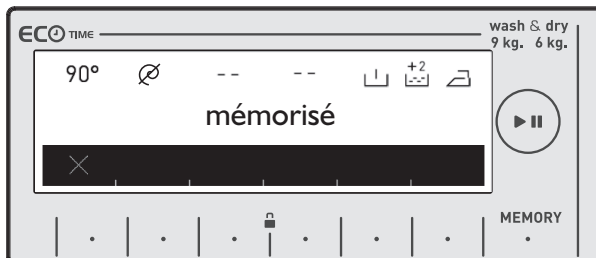 ECO TIME
wash & dry
9 kg. 6 kg.
90° -- -- +2
mémorisé
MEMORY